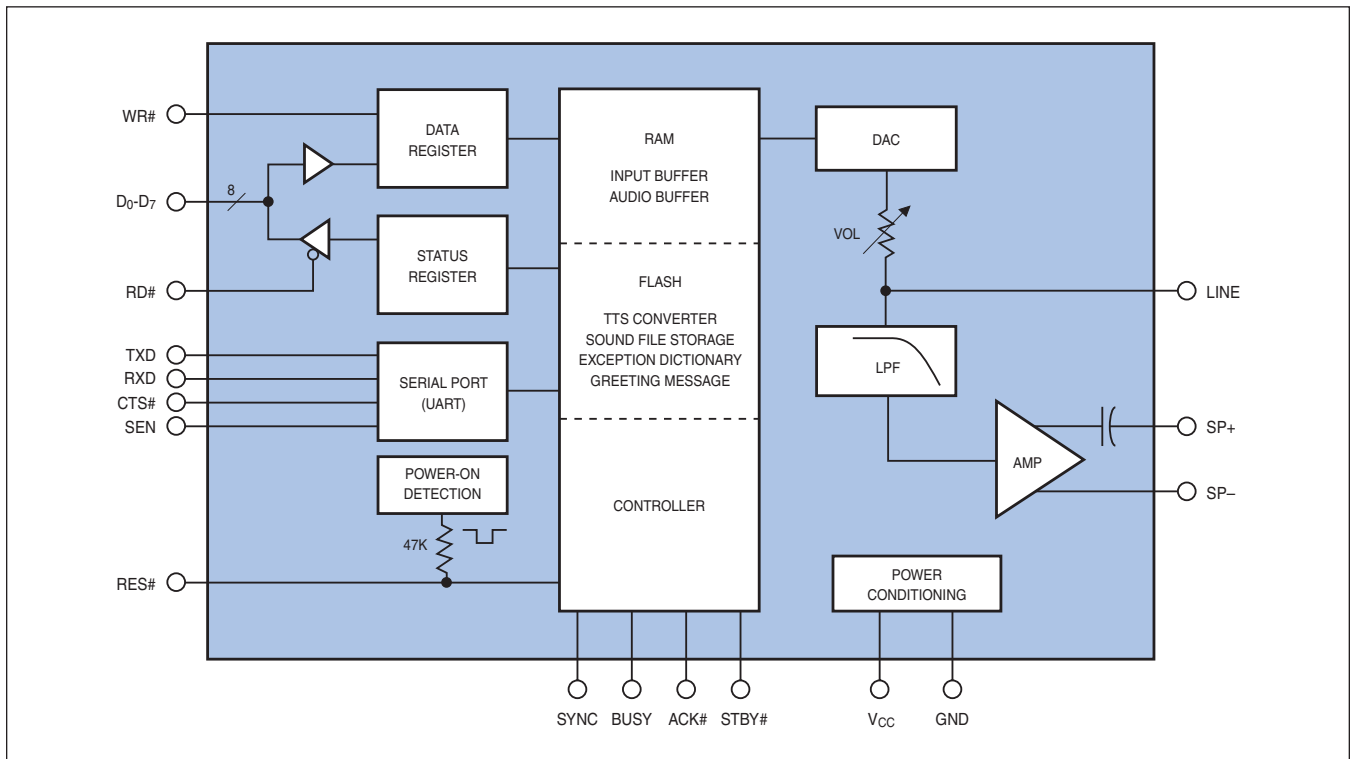 WR#
D0-D7
8
RD#
TXD
RXD
CTS#
SEN
RES#
DATA
REGISTER
STATUS
REGISTER
SERIAL PORT
(UART)
POWER-ON
DETECTION
47K
RAM
INPUT BUFFER
AUDIO BUFFER
FLASH
TTS CONVERTER
SOUND FILE STORAGE
EXCEPTION DICTIONARY
GREETING MESSAGE
CONTROLLER
DAC
VOL
LINE
LPF
AMP
SP+
SP–
POWER
CONDITIONING
SYNC
BUSY
ACK#
STBY#
VCC
GND